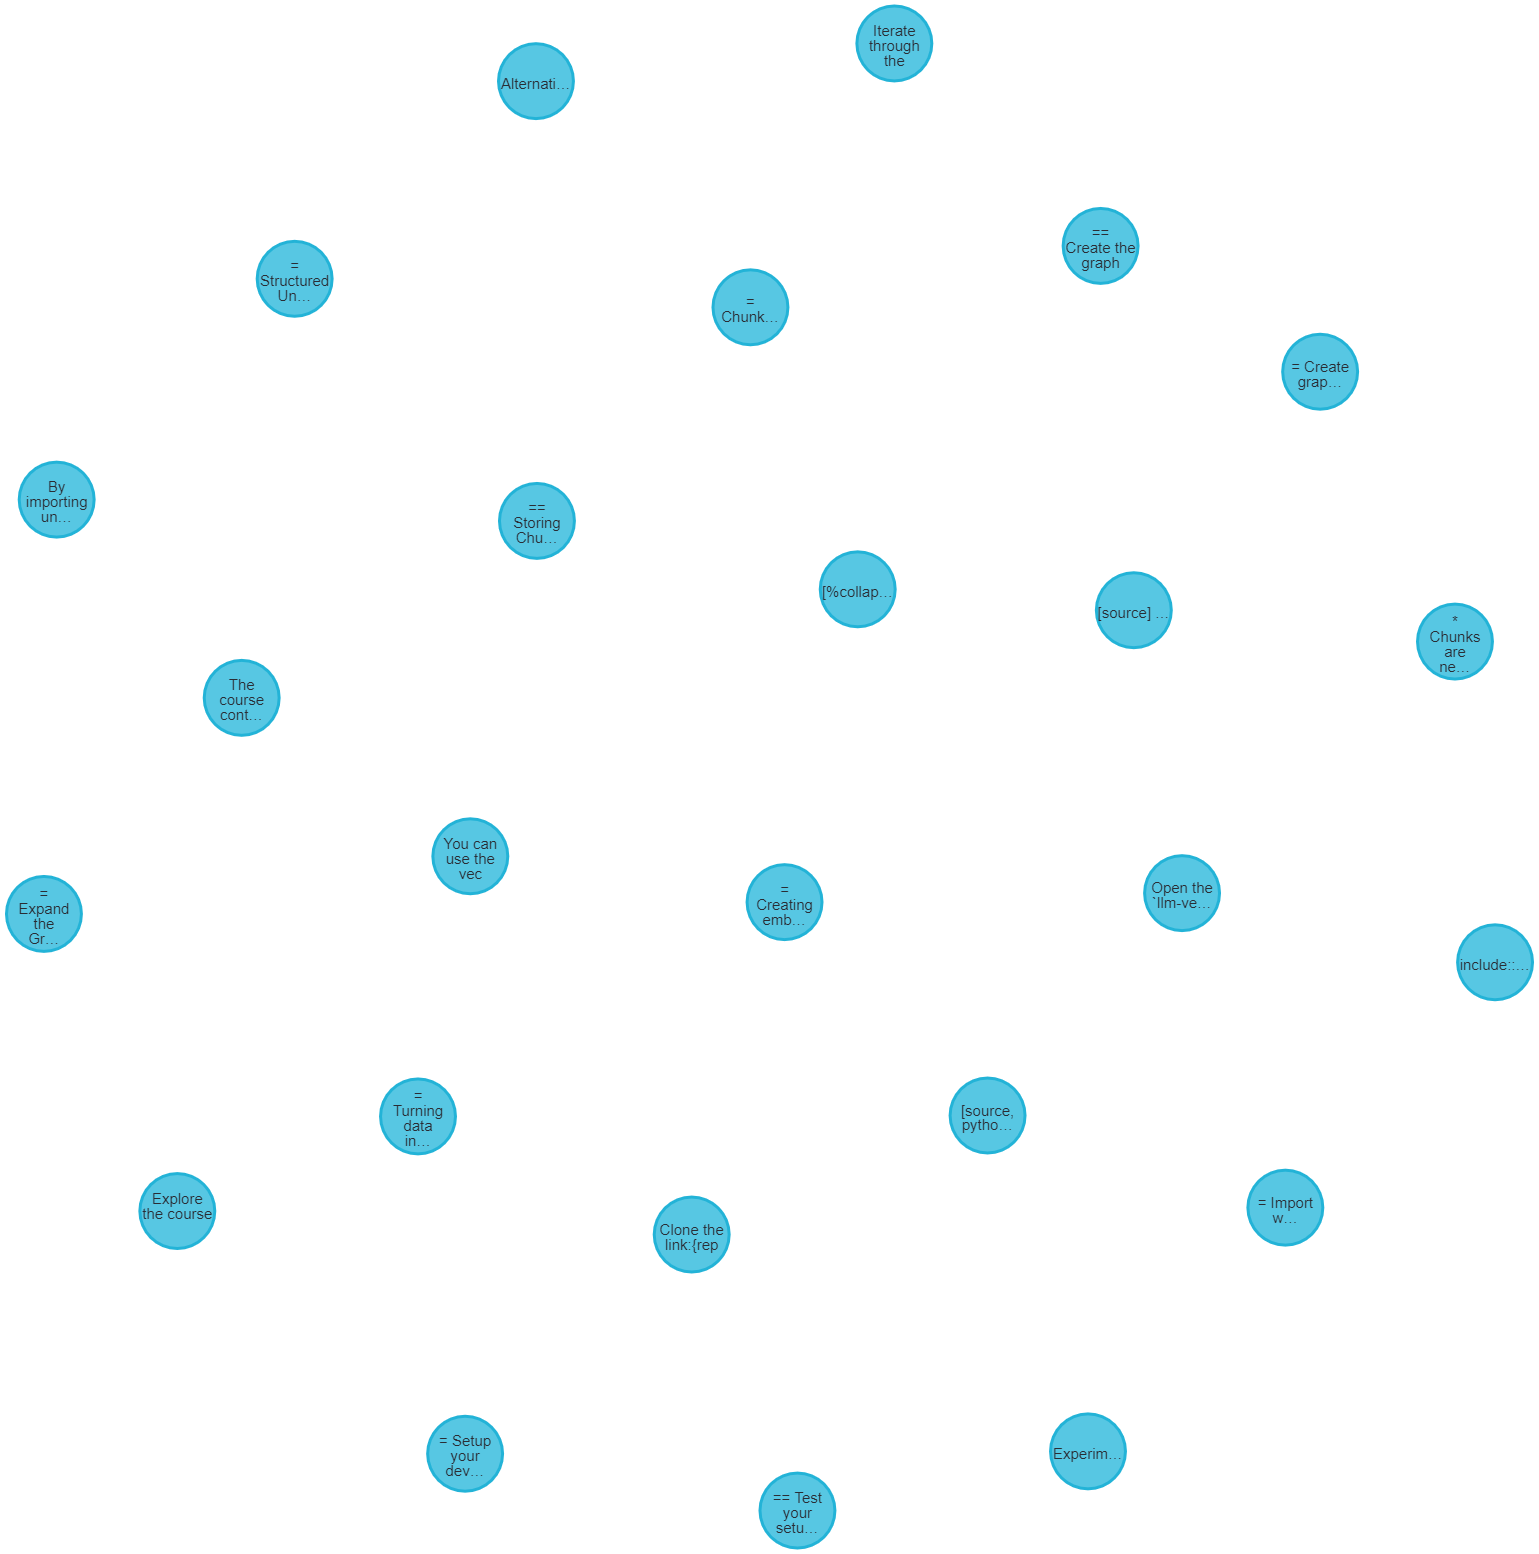 Iterate
through
the
Alternati…
==
Create the
graph
=
Structured
Un…
=
Chunk…
= Create
grap…
By
importing
un…
==
Storing
Chu…
[%collap…
[source] …
*
Chunks
are
ne…
The
course
cont…
You can
use the
vec
=
Expand
the
Gr…
=
Creating
emb…
Open the
`llm-ve…
include::…
=
Turning
data
in…
[source,
pytho…
Explore
the course
Clone the
link:{rep
= Import
w…
= Setup
your
dev…
Experim…
== Test
your
setu…